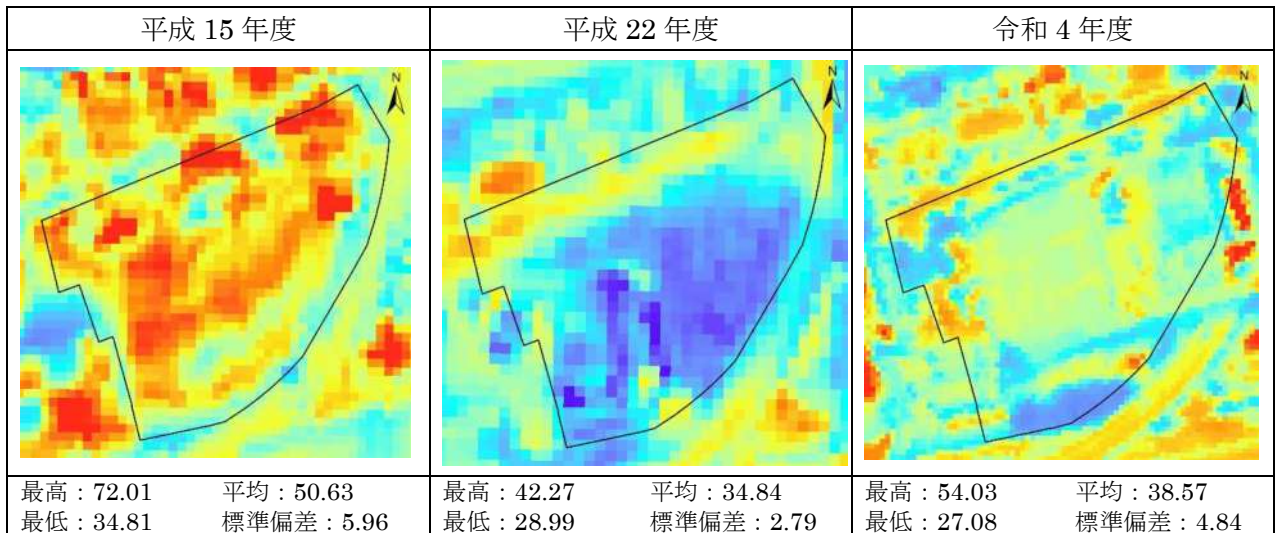 平成 15 年度
平成 22 年度
令和 4 年度
N
N
N
最高：72.01 平均：50.63
最低：34.81 標準偏差：5.96
最高：42.27 平均：34.84
最低：28.99 標準偏差：2.79
最高：54.03 平均：38.57
最低：27.08 標準偏差：4.84